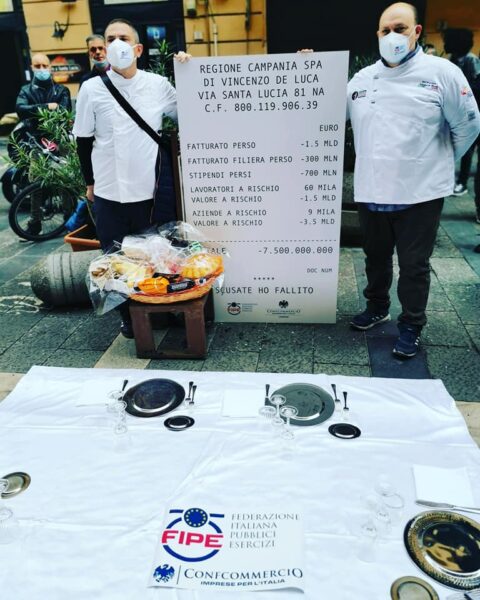 REGIONE CAMPANIA SPA
DI VINCENZO DE LUCA
VIA SANTA LUCIA 81 NA
C.F. 800.119.906.39
EURO
FATTURATO PERSO -1.5 MLD
FATTURATO FILIERA PERSO -300 MLN
STIPENDI PERSI -700 MLN
LAVORATORI A RISCHIO 60 MILA
VALORE A RISCHIO -1.5 MLD
AZIENDE A RISCHIO 9 MILA
VALORE A RISCHIO -3.5 MLD
ALE -7.500.000.000
DOC NUM
*****
SCUSATE HO FALLITO
FIPE
CONFCOMMERCIO
FIPE
FEDERAZIONE
ITALIANA
PUBBLICI
ESERCIZI
CONFCOMMERCIO
IMPRESE PER L'ITALIA